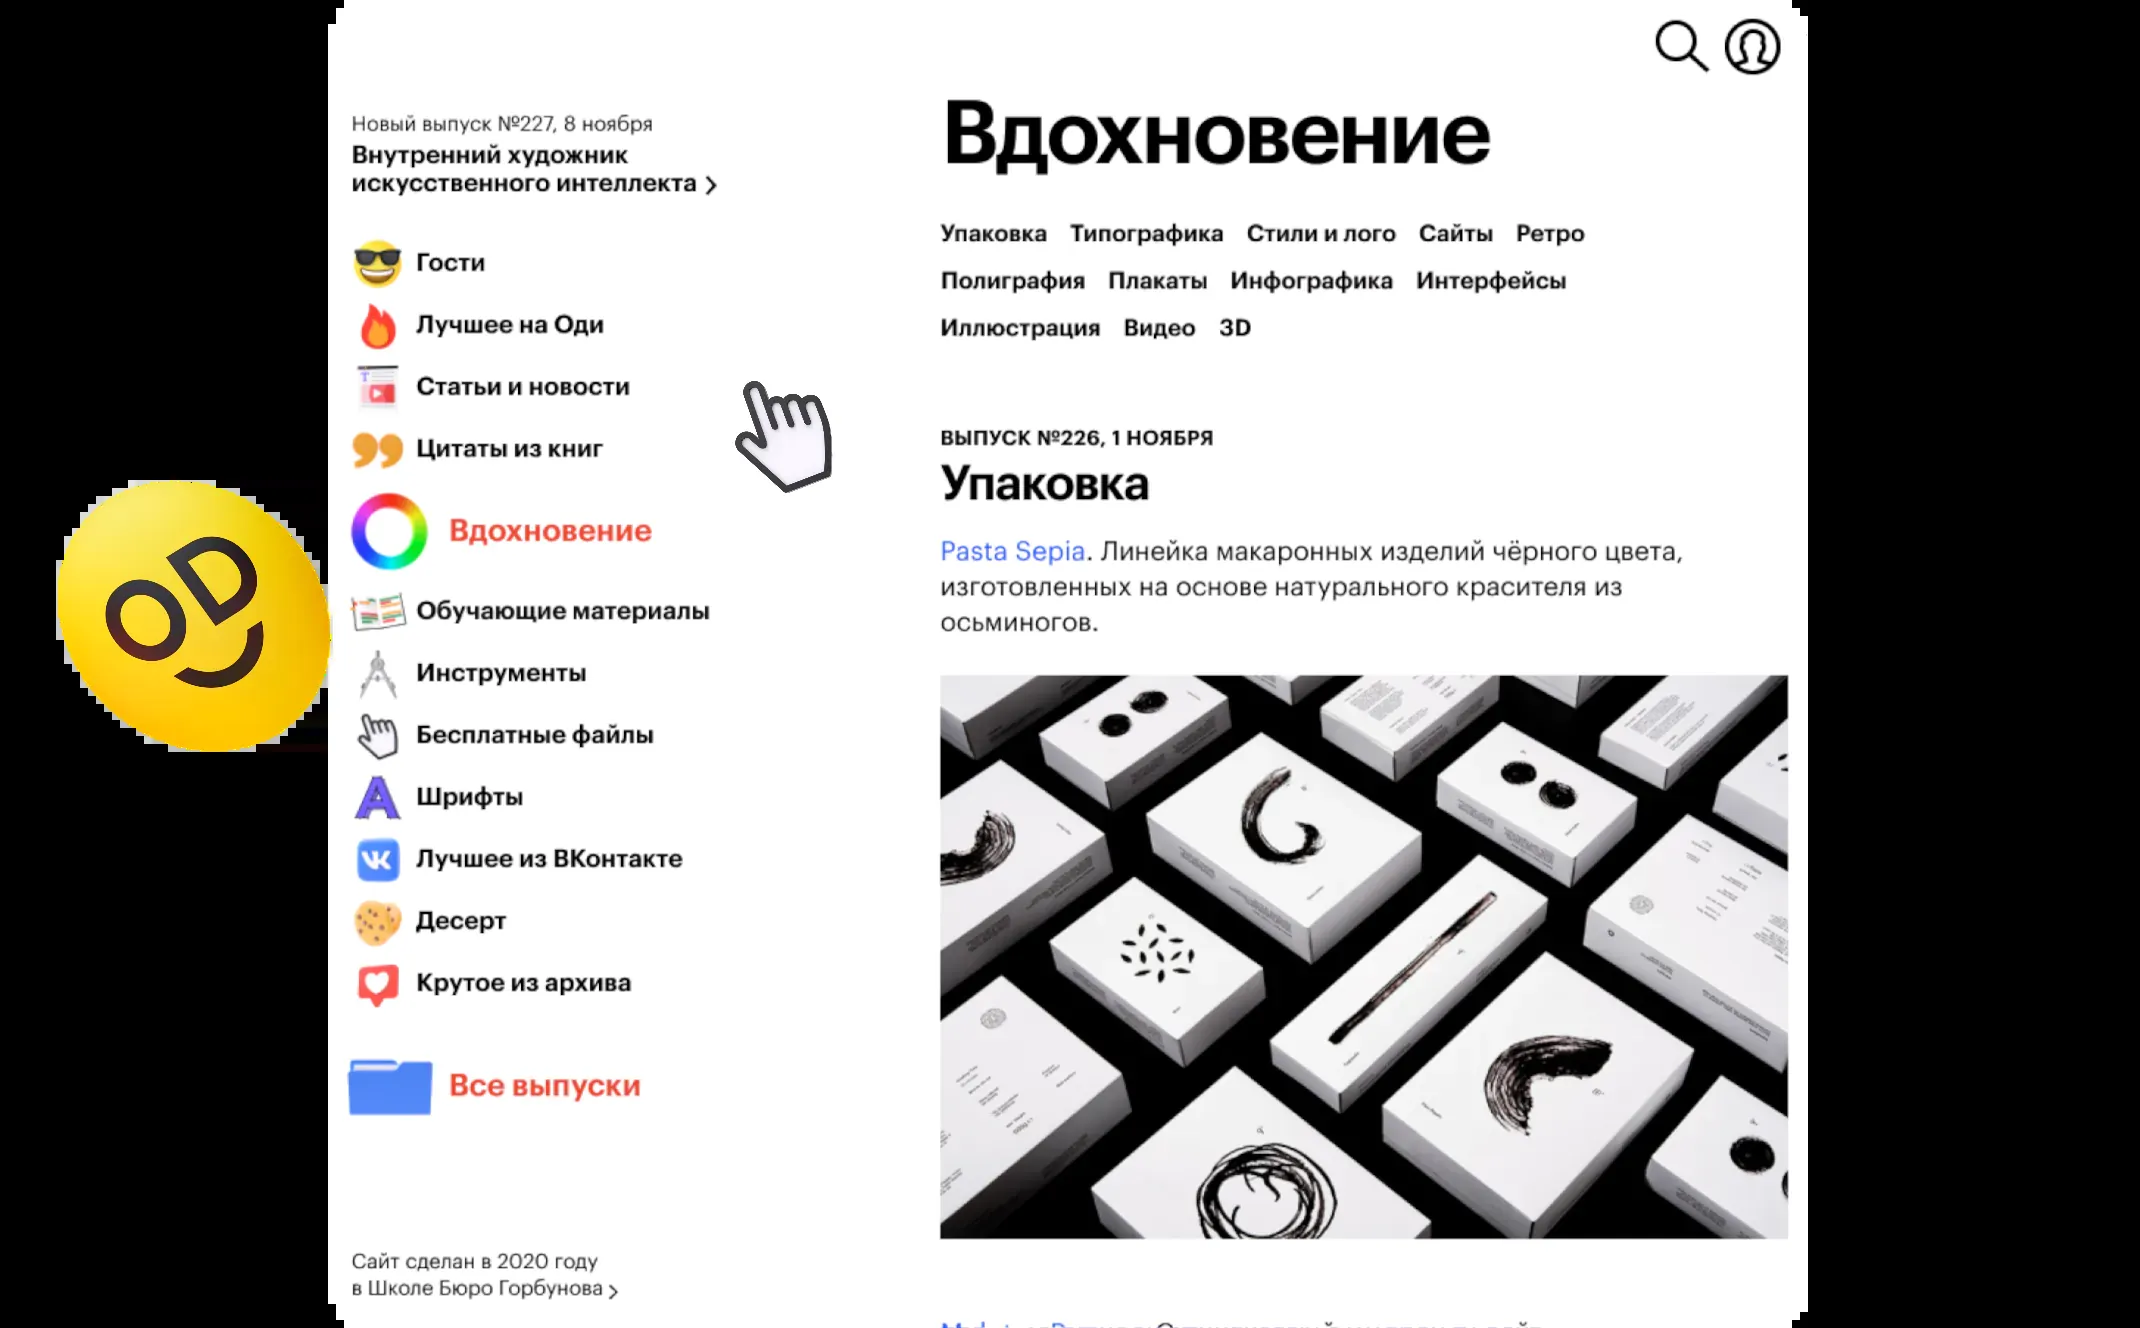 Новый выпуск №227, 8 ноября
Внутренний художник
искусственного интеллекта
Гости
Лучшее на Оди
Статьи и новости
Цитаты из книг
Вдохновение
Обучающие материалы
Инструменты
Бесплатные файлы
Шрифты
Лучшее из ВКонтакте
Десерт
Крутое из архива
Все выпуски
Сайт сделан в 2020 году
в Школе Бюро Горбунова
OD
Вдохновение
Упаковка Типографика Стили и лого Сайты Ретро
Полиграфия Плакаты Инфографика Интерфейсы
Иллюстрация Видео 3D
ВЫПУСК №226, 1 НОЯБРЯ
Упаковка
Pasta Sepia. Линейка макаронных изделий чёрного цвета,
изготовленных на основе натурального красителя из
осьминогов.